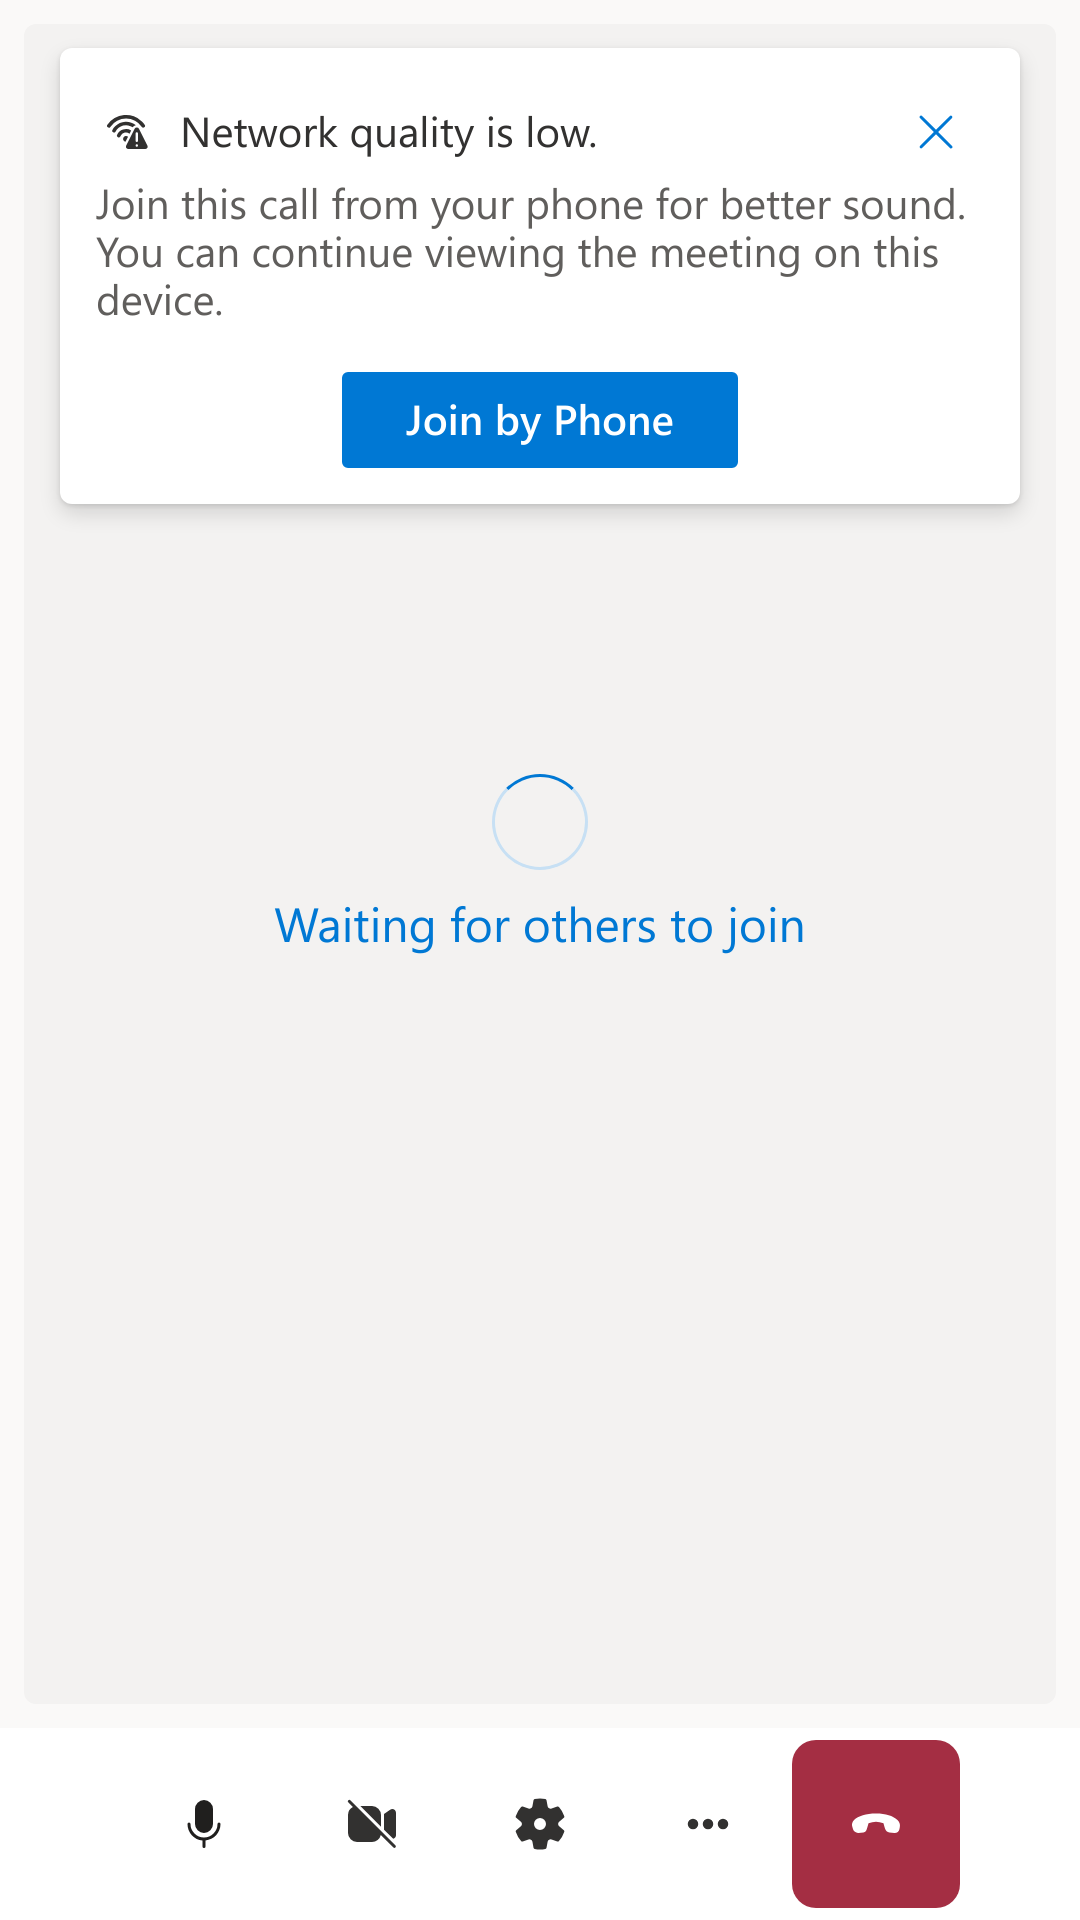 Network quality is low.
Join this call from your phone for better sound.
You can continue viewing the meeting on this
device.
Join by Phone
Waiting for others to join